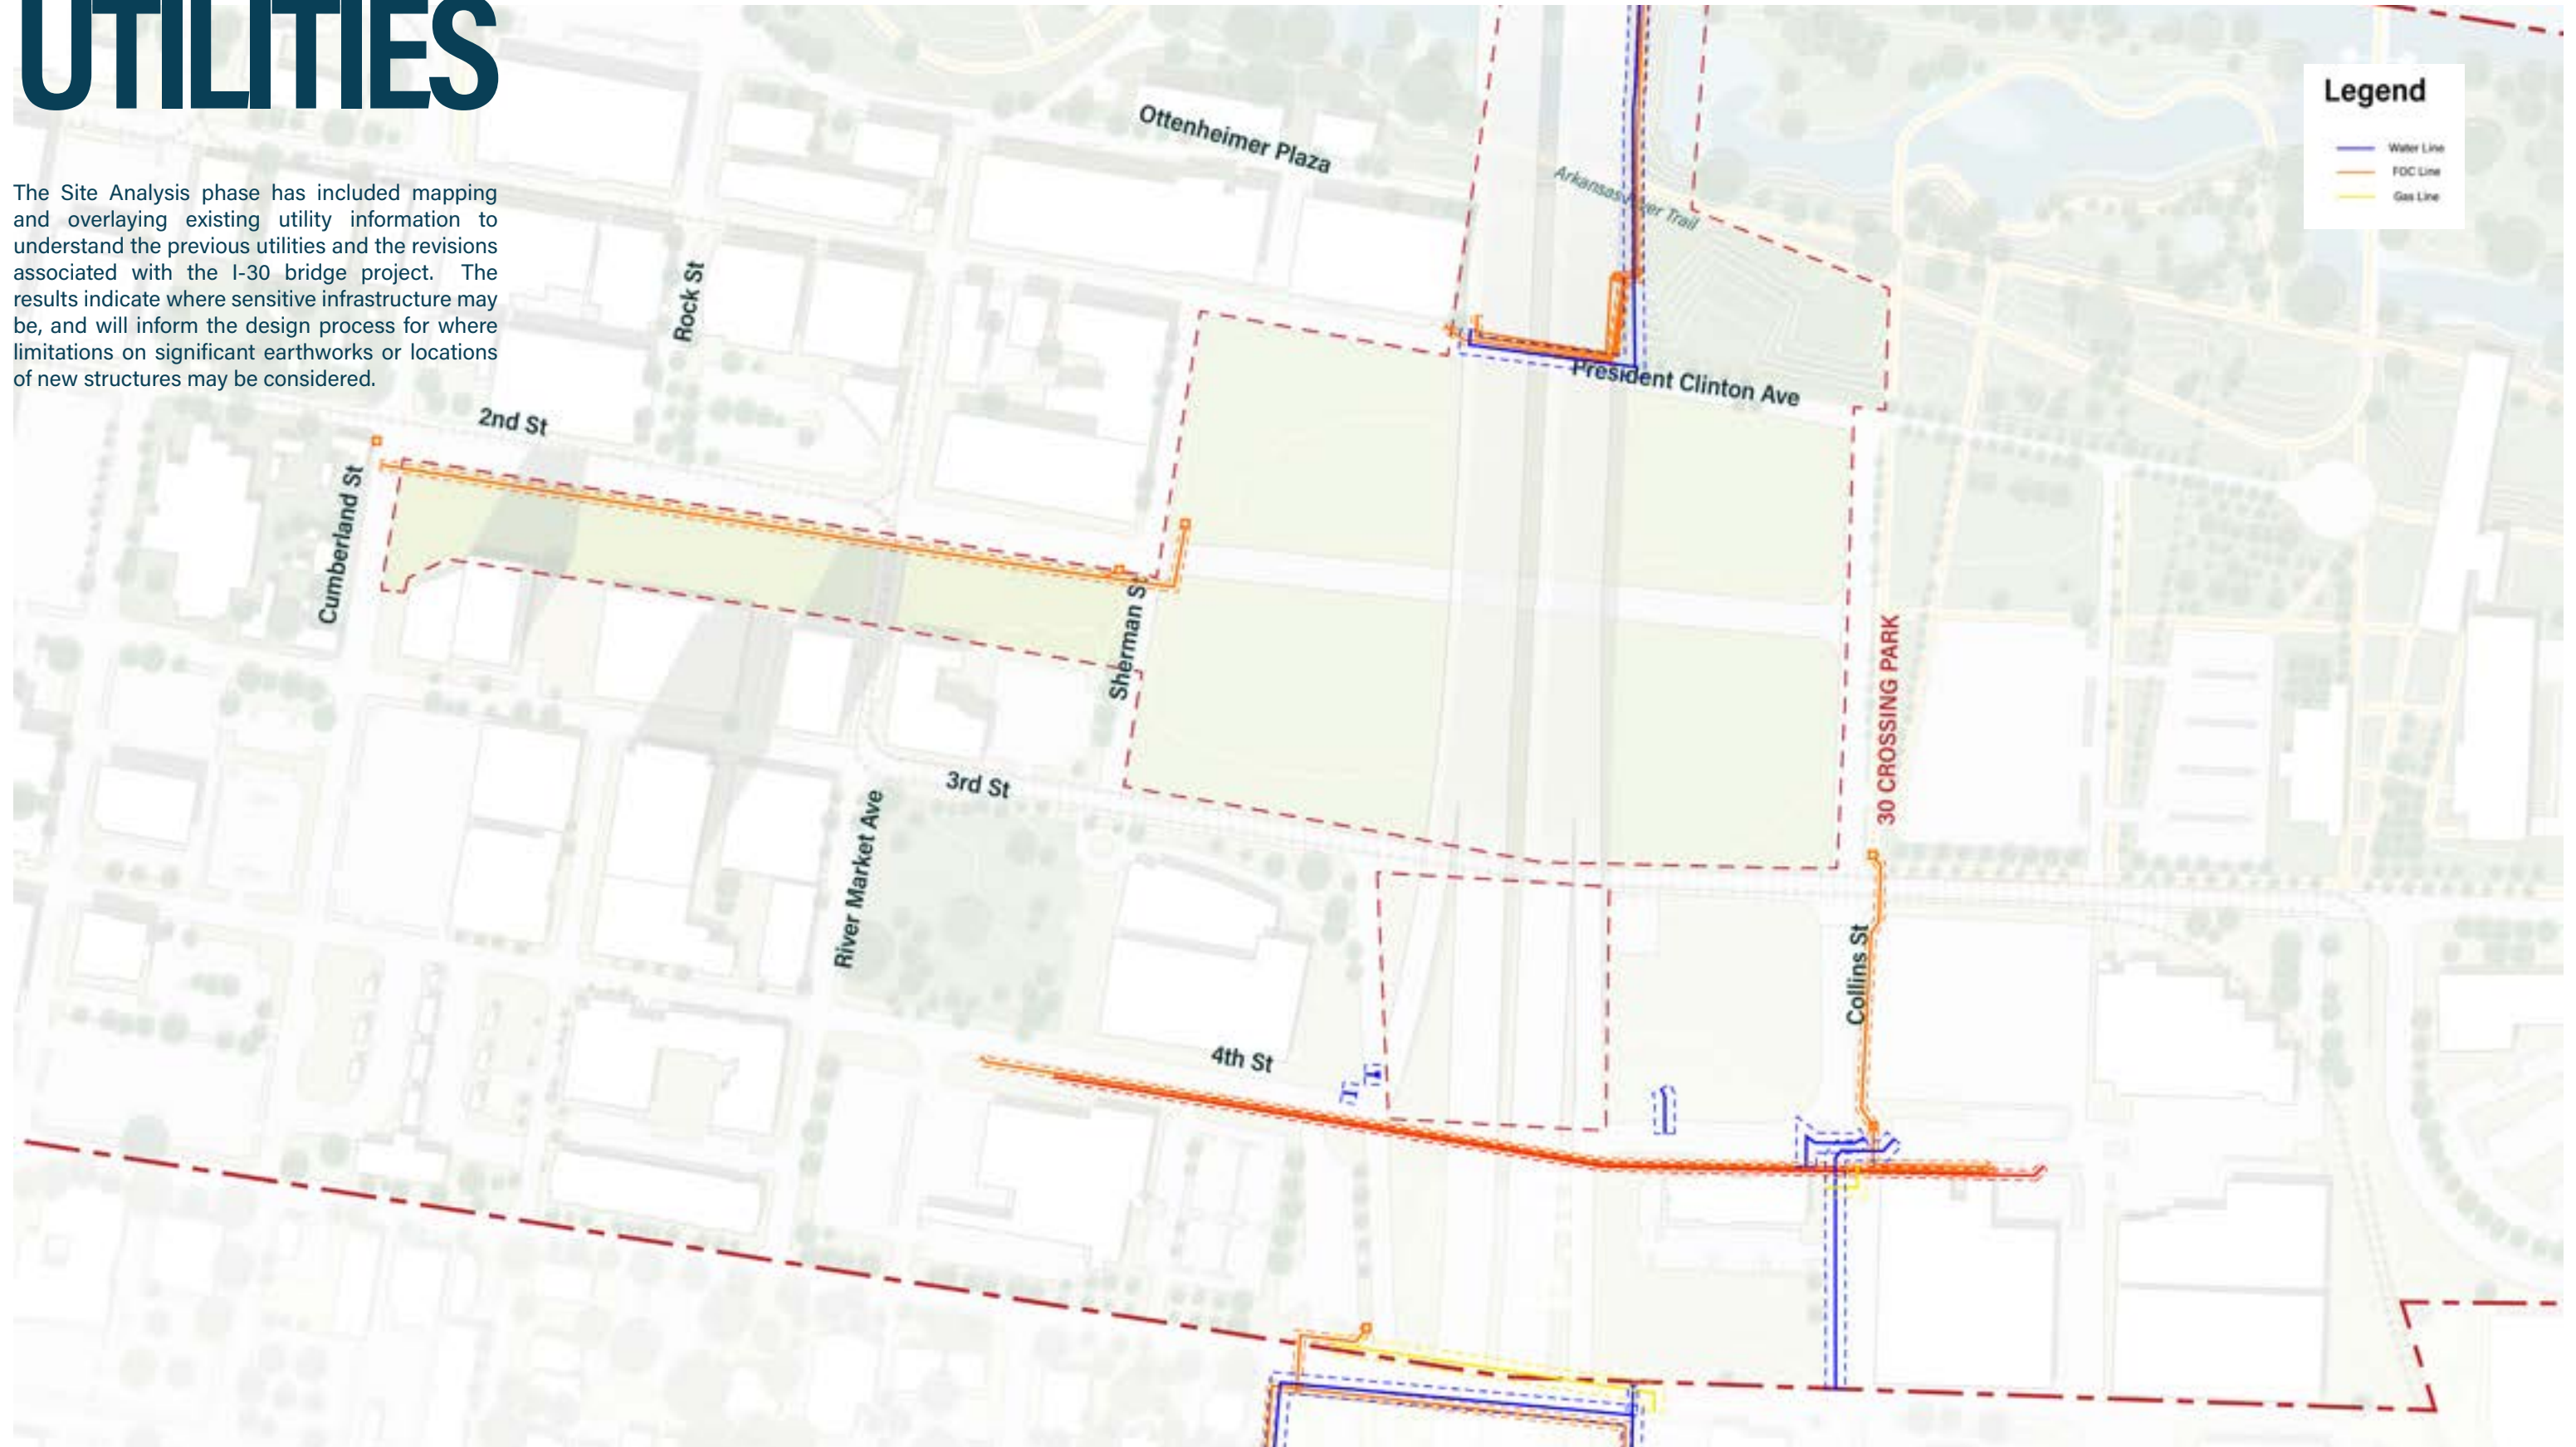 UTILITIES
The Site Analysis phase has included mapping
and overlaying existing utility information to
understand the previous utilities and the revisions
associated with the I-30 bridge project. The
results indicate where sensitive infrastructure may
be, and will inform the design process for where
limitations on significant earthworks or locations
of new structures may be considered.
Legend
Water Line
FOC Line
Gas Line
Ottenheimer Plaza
Arkansas River Trail
Rock St
President Clinton Ave
2nd St
Cumberland St
Sherman St
30 CROSSING PARK
3rd St
River Market Ave
Collins St
4th St